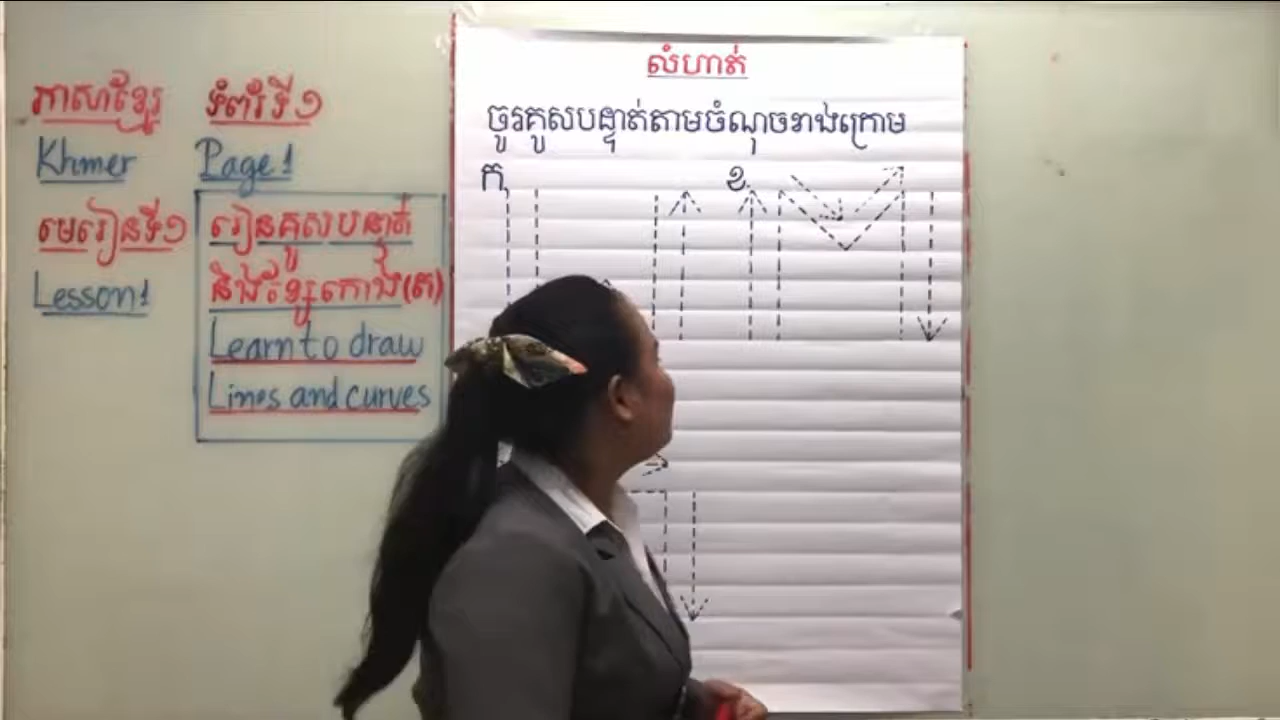 ភាសាខ្មែរ
ទំព័រទី១
Khmer
Page 1
មេរៀនទី១
Lesson1
រៀនគូសបន្ទាត់
និងខ្សែកោង(ត)
Learn to draw
Lines and curves
លំហាត់
ចូរគូសបន្ទាត់តាមចំណុចខាងក្រោម
ក
ខ